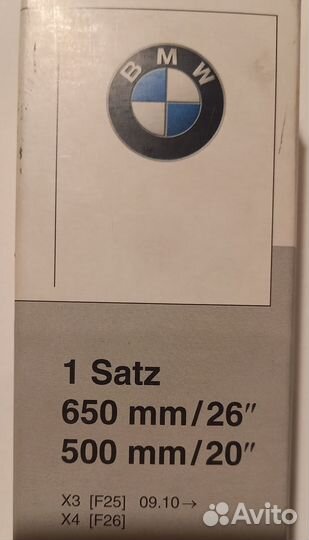 BMW
1 Satz
650 mm/26″
500 mm/20″
X3 [F25] 09.10→
X4 [F26]
Avito